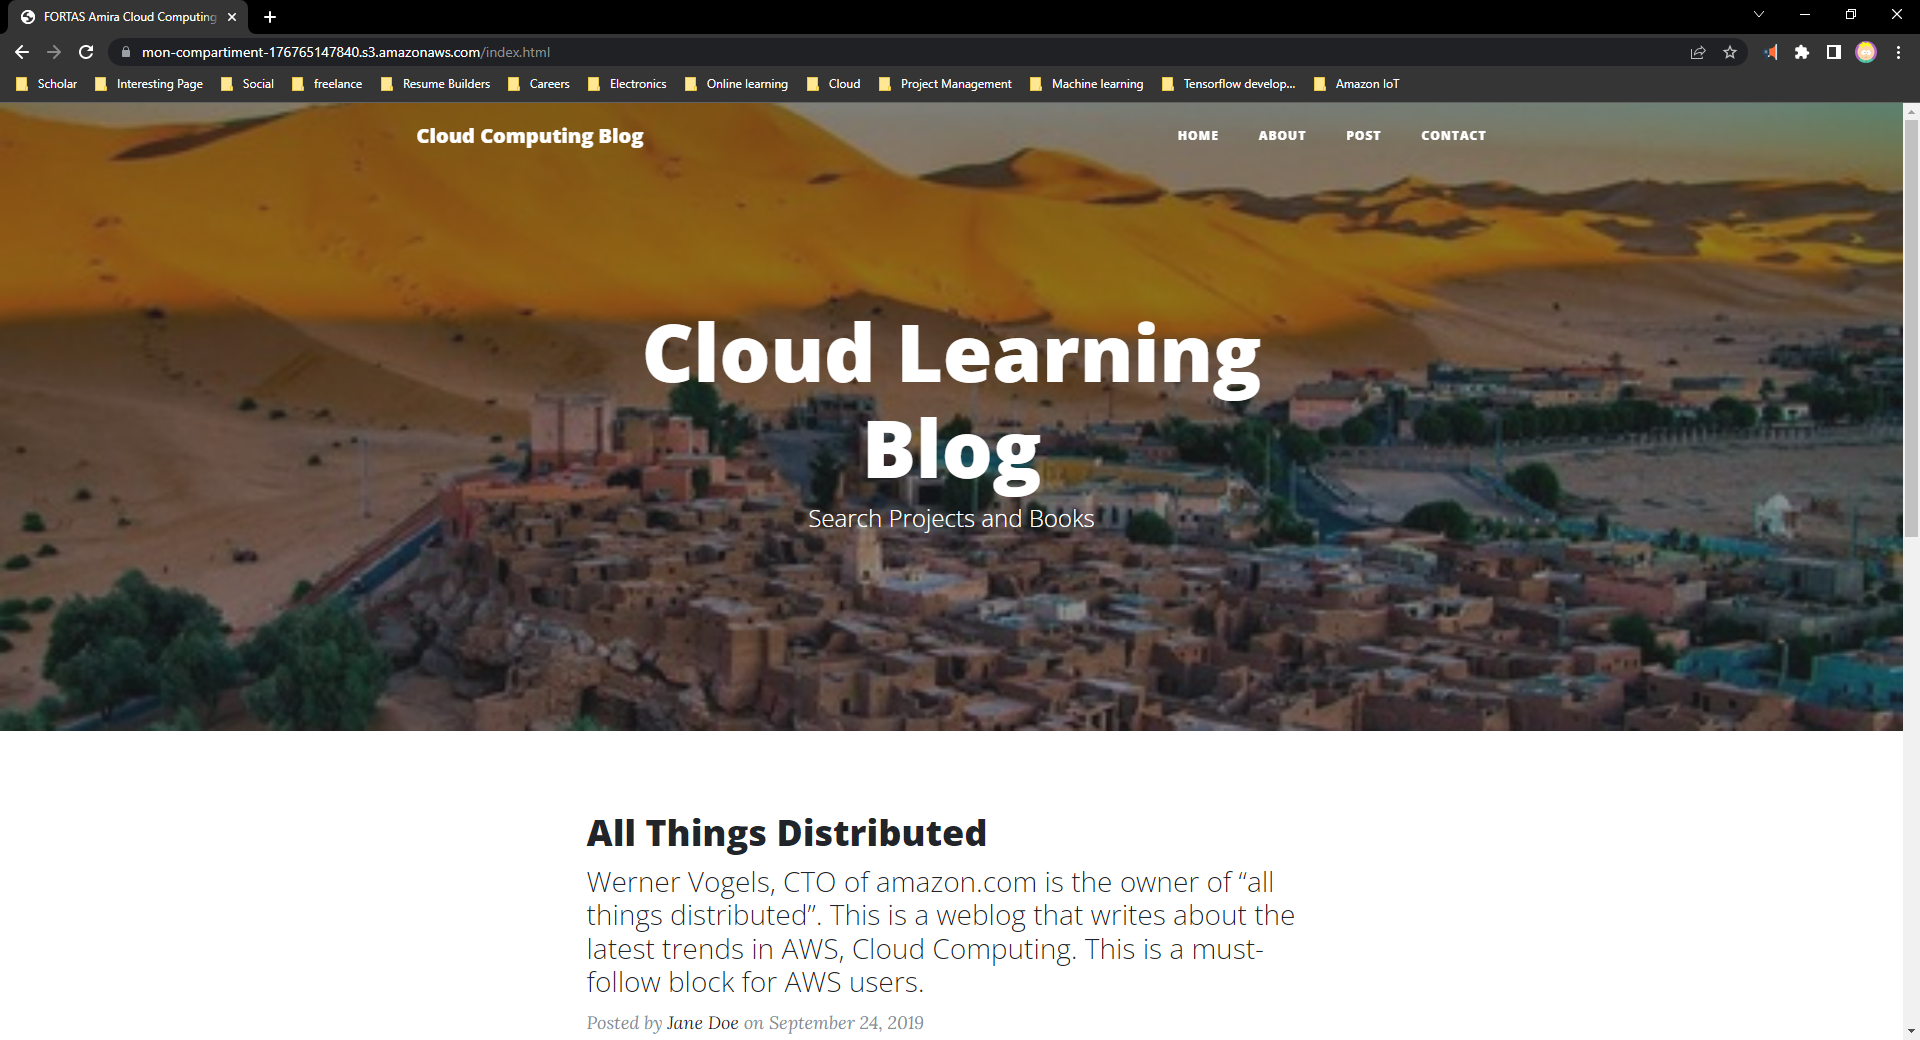 FORTAS Amira Cloud Computing
mon-compartiment-176765147840.s3.amazonaws.com/index.html
Scholar Interesting Page Social freelance Resume Builders Careers Electronics Online learning Cloud Project Management Machine learning Tensorflow develop... Amazon IoT
Cloud Computing Blog HOME ABOUT POST CONTACT
Cloud Learning
Blog
Search Projects and Books
All Things Distributed
Werner Vogels, CTO of amazon.com is the owner of “all
things distributed”. This is a weblog that writes about the
latest trends in AWS, Cloud Computing. This is a must-
follow block for AWS users.
Posted by Jane Doe on September 24, 2019